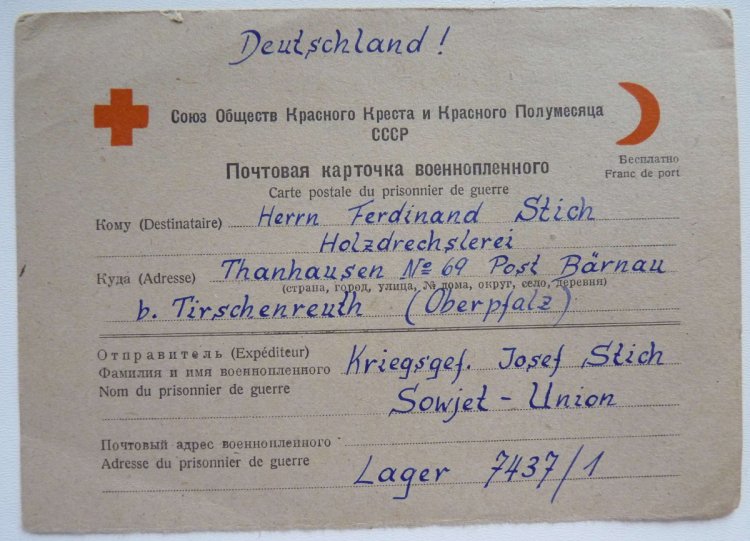 Deutschland!
Союз Обществ Красного Креста и Красного Полумесяца
СССР
Почтовая карточка военнопленного
Бесплатно
Carte postale du prisonnier de guerre
Franc de port
Кому (Destinataire) Herrn Ferdinand Stich
Holzdrechslerei
Куда (Adresse) Thanhausen № 69 Post Bärnau
(страна, город, улица, № дома, округ, село, деревня)
b. Tirschenreuth (Oberpfalz)
Отправитель (Expéditeur)
Фамилия и имя военнопленного Kriegsgef. Josef Stich
Nom du prisonnier de guerre
Sowjet-Union
Почтовый адрес военнопленного
Adresse du prisonnier de guerre
Lager 7437/1